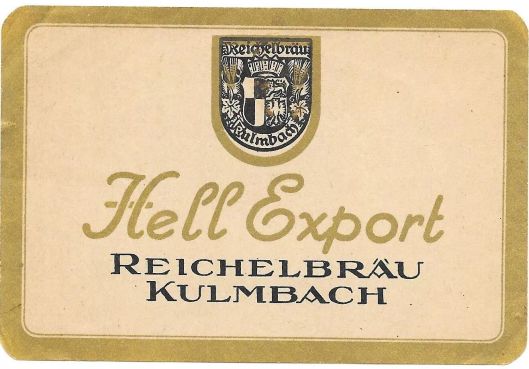 Reichelbräu
Kulmbach
Hell Export
REICHELBRÄU
KULMBACH